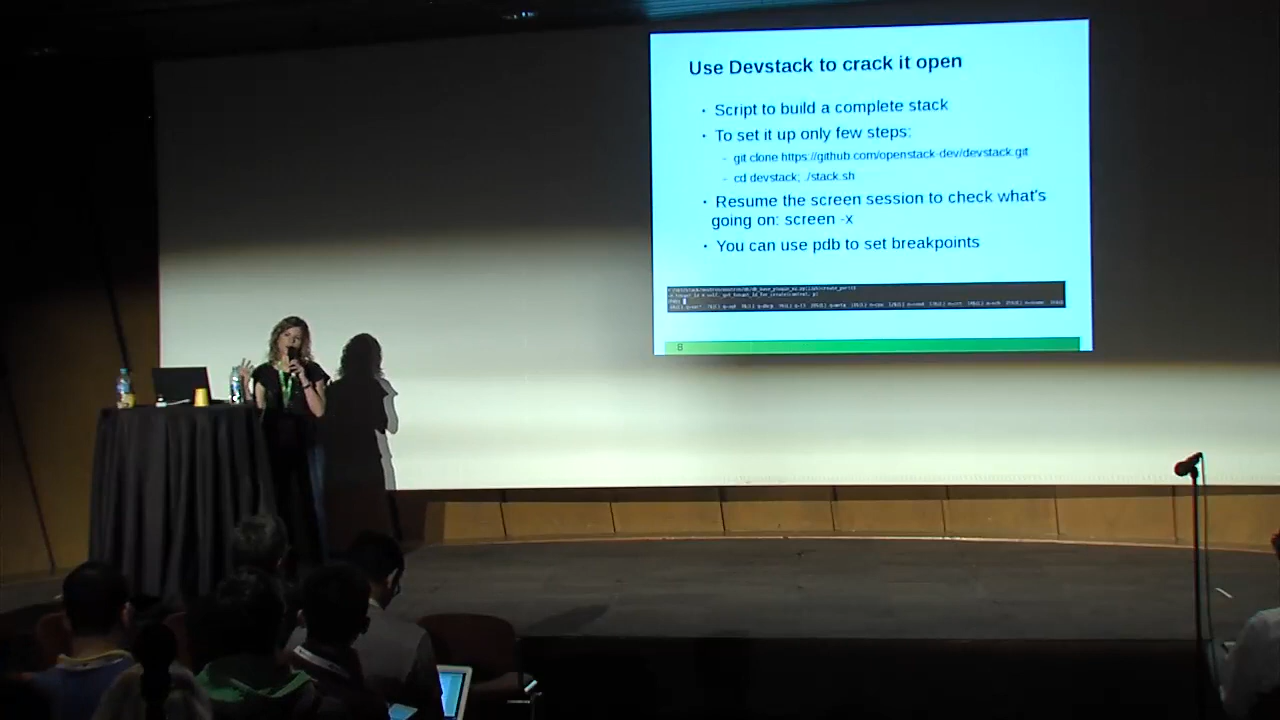 Use Devstack to crack it open
· Script to build a complete stack
· To set it up only few steps:
- git clone https://github.com/openstack-dev/devstack.git
- cd devstack; ./stack.sh
· Resume the screen session to check what's
going on: screen -x
· You can use pdb to set breakpoints
8